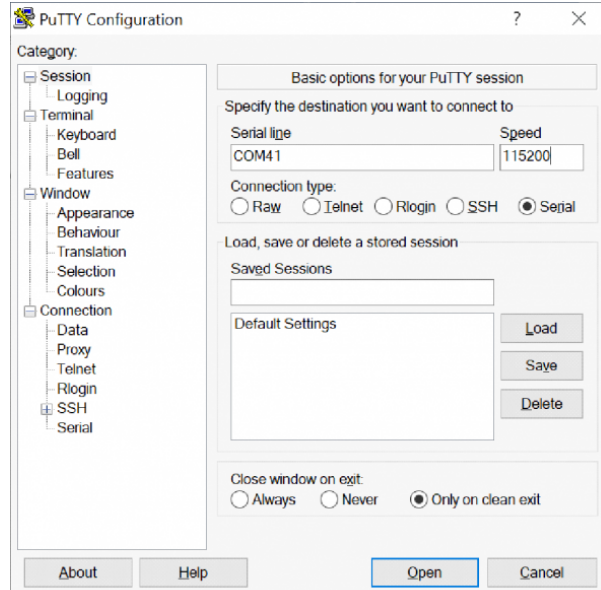 PuTTY Configuration
?
Category:
Session
Logging
Terminal
Keyboard
Bell
Features
Window
Appearance
Behaviour
Translation
Selection
Colours
Connection
Data
Proxy
Telnet
Rlogin
SSH
Serial
Basic options for your PuTTY session
Specify the destination you want to connect to
Serial line Speed
COM41 115200
Connection type:
Raw Telnet Rlogin SSH Serial
Load, save or delete a stored session
Saved Sessions
Default Settings
Load
Save
Delete
Close window on exit:
Always Never Only on clean exit
About Help Open Cancel